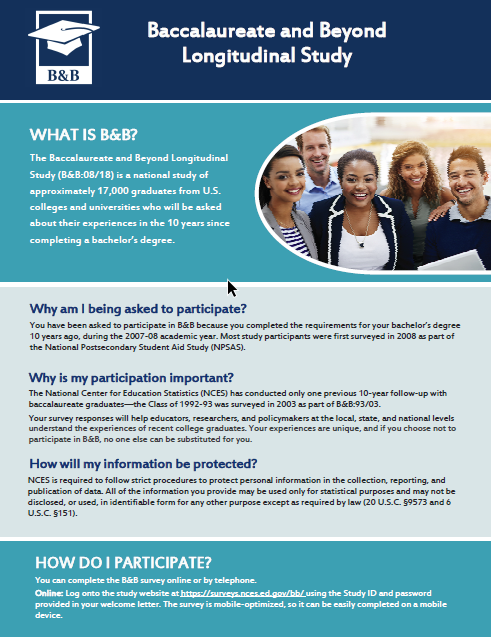 B&B
Baccalaureate and Beyond
Longitudinal Study
WHAT IS B&B?
The Baccalaureate and Beyond Longitudinal
Study (B&B:08/18) is a national study of
approximately 17,000 graduates from U.S.
colleges and universities who will be asked
about their experiences in the 10 years since
completing a bachelor's degree.
Why am I being asked to participate?
You have been asked to participate in B&B because you completed the requirements for your bachelor's degree
10 years ago, during the 2007-08 academic year. Most study participants were first surveyed in 2008 as part of
the National Postsecondary Student Aid Study (NPSAS).
Why is my participation important?
The National Center for Education Statistics (NCES) has conducted only one previous 10-year follow-up with
baccalaureate graduates—the Class of 1992-93 was surveyed in 2003 as part of B&B:93/03.
Your survey responses will help educators, researchers, and policymakers at the local, state, and national levels
understand the experiences of recent college graduates. Your experiences are unique, and if you choose not to
participate in B&B, no one else can be substituted for you.
How will my information be protected?
NCES is required to follow strict procedures to protect personal information in the collection, reporting, and
publication of data. All of the information you provide may be used only for statistical purposes and may not be
disclosed, or used, in identifiable form for any other purpose except as required by law (20 U.S.C. §9573 and 6
U.S.C. §151).
HOW DO I PARTICIPATE?
You can complete the B&B survey online or by telephone.
Online: Log onto the study website at https://surveys.nces.ed.gov/bb/ using the Study ID and password
provided in your welcome letter. The survey is mobile-optimized, so it can be easily completed on a mobile
device.